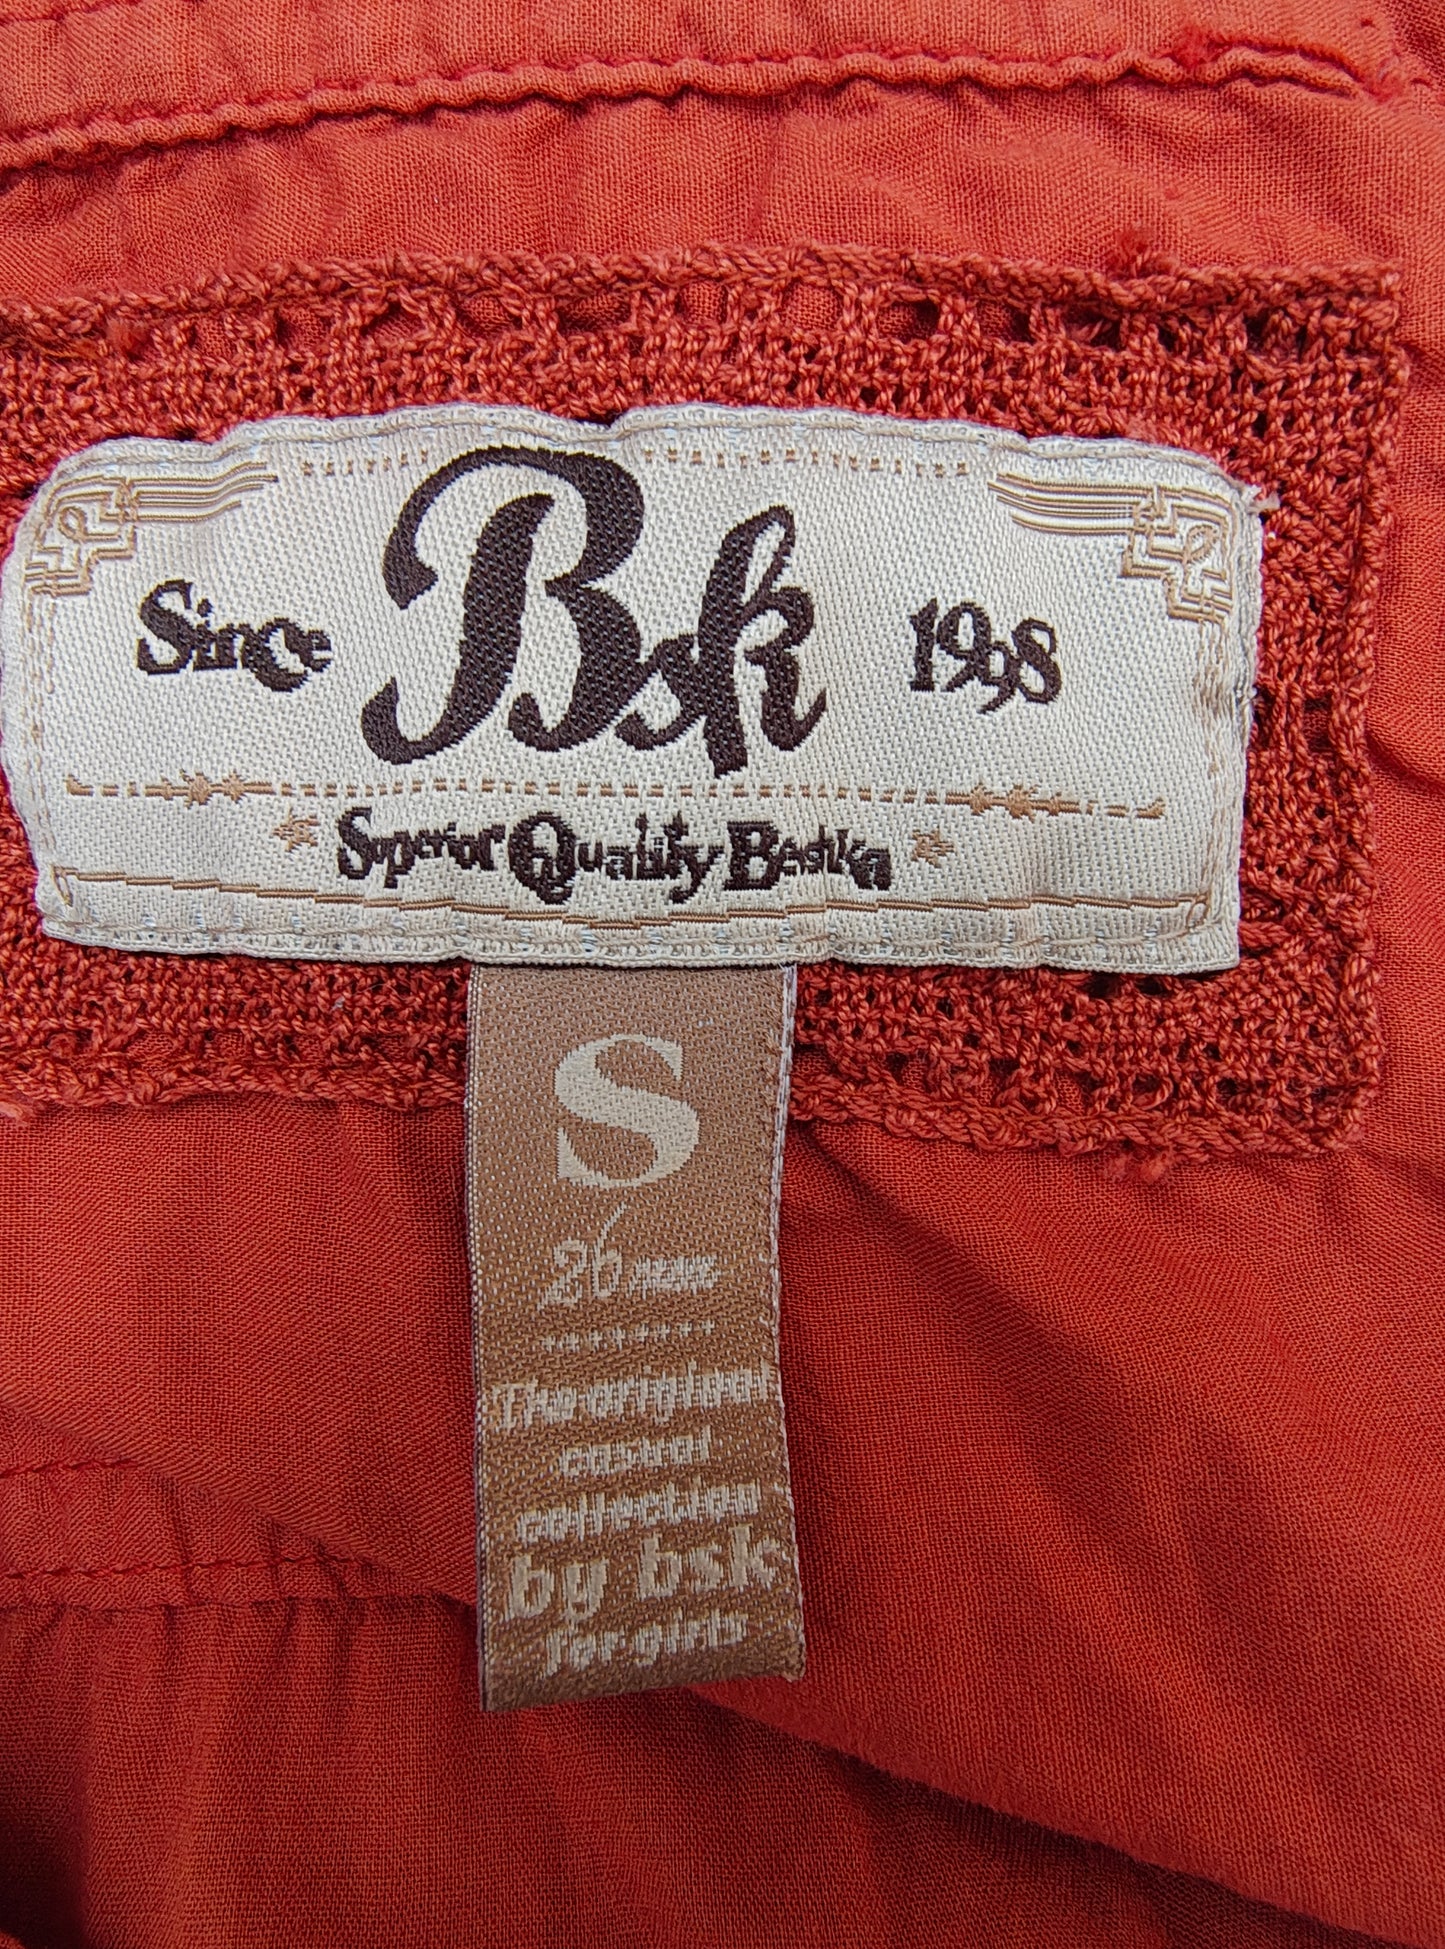 Since Bsk 1998
Superior Quality Bershka
S
26
The original
casual
collection
by bsk
for girls